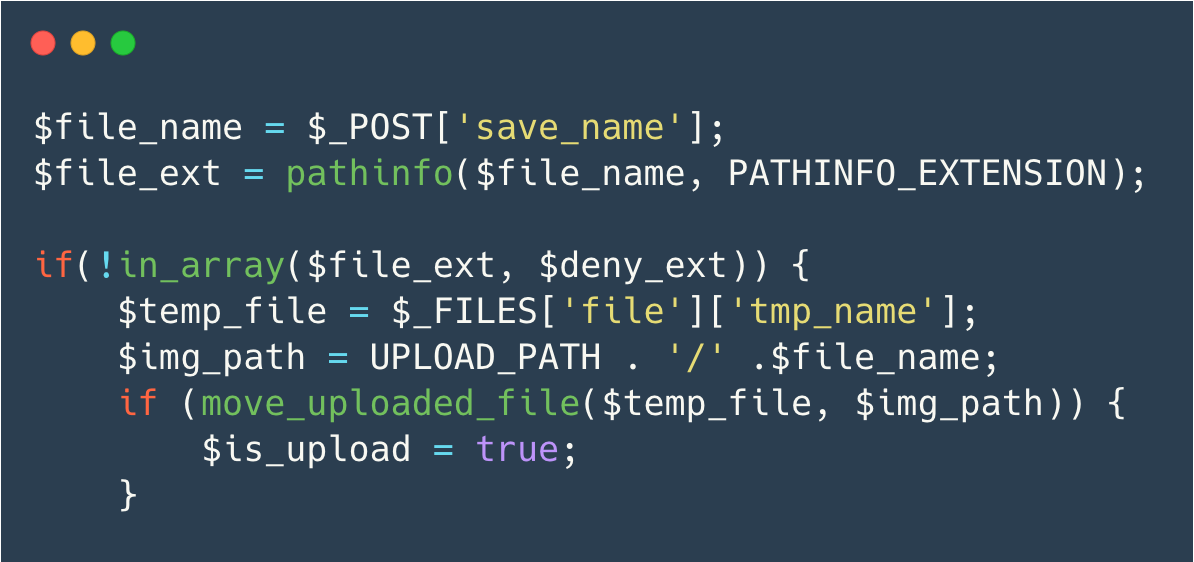 $file_name = $_POST['save_name'];
$file_ext = pathinfo($file_name, PATHINFO_EXTENSION);
if(!in_array($file_ext, $deny_ext)) {
$temp_file = $_FILES['file']['tmp_name'];
$img_path = UPLOAD_PATH . '/' .$file_name;
if (move_uploaded_file($temp_file, $img_path)) {
$is_upload = true;
}